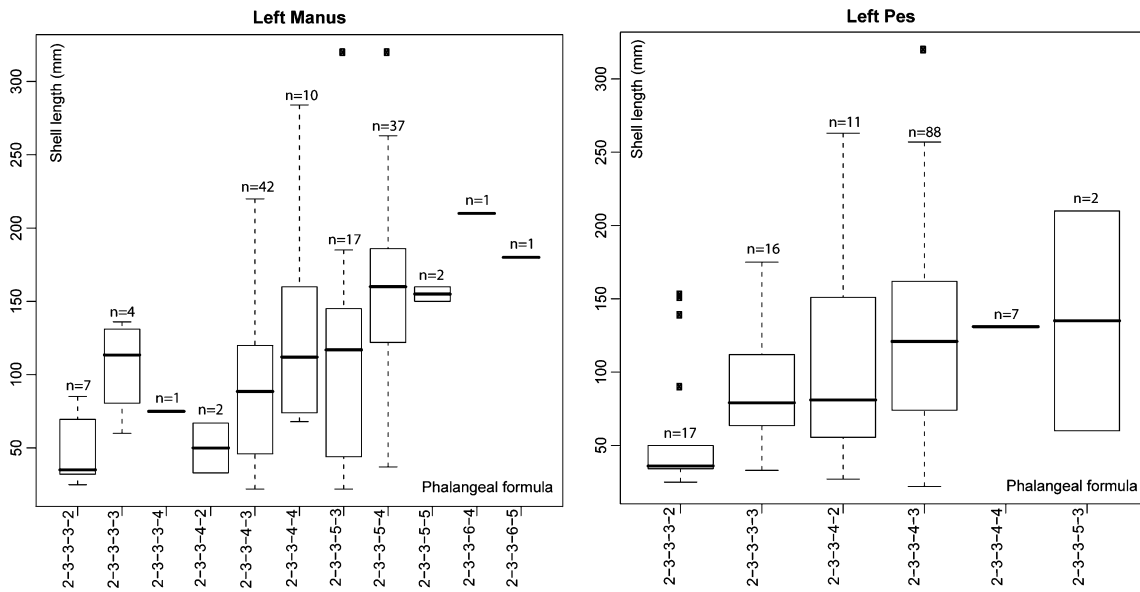 Left Manus
Shell length (mm)
300
250
200
150
100
50
n=7
n=4
n=1
n=2
n=42
n=10
n=17
n=37
n=2
n=1
n=1
Phalangeal formula
2-3-3-3-2
2-3-3-3-3
2-3-3-3-4
2-3-3-4-2
2-3-3-4-3
2-3-3-4-4
2-3-3-5-3
2-3-3-5-4
2-3-3-5-5
2-3-3-6-4
2-3-3-6-5
Left Pes
Shell length (mm)
300
250
200
150
100
50
n=17
n=16
n=11
n=88
n=7
n=2
Phalangeal formula
2-3-3-3-2
2-3-3-3-3
2-3-3-4-2
2-3-3-4-3
2-3-3-4-4
2-3-3-5-3